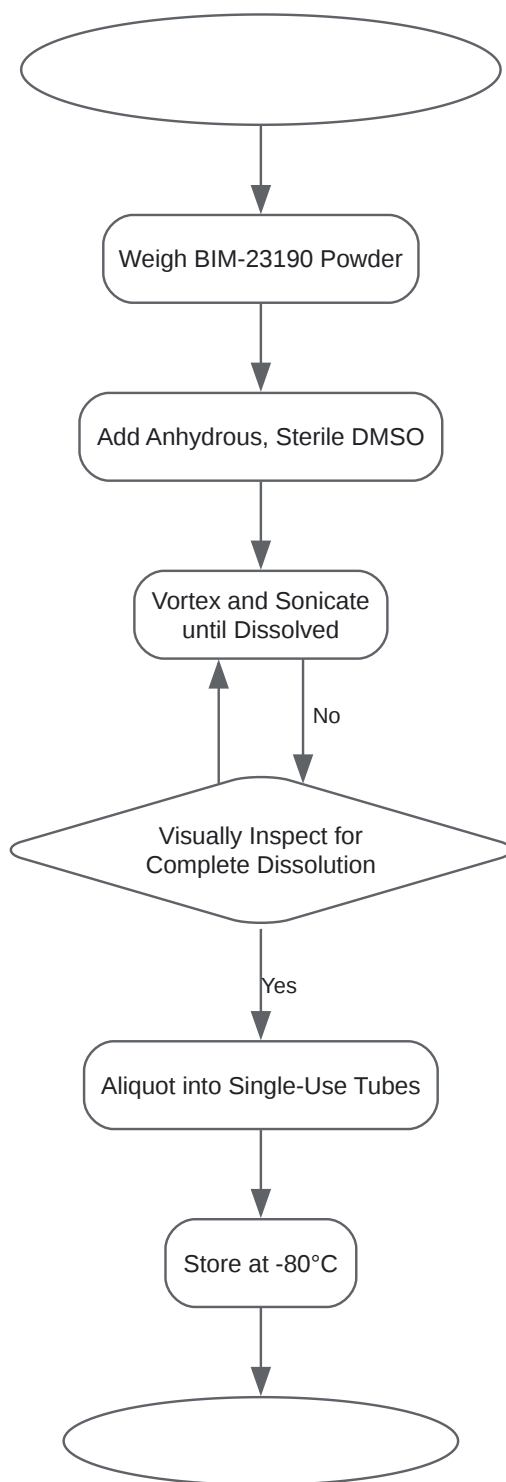 Weigh BIM-23190 Powder
Add Anhydrous, Sterile DMSO
Vortex and Sonicate
until Dissolved
No
Visually Inspect for
Complete Dissolution
Yes
Aliquot into Single-Use Tubes
Store at -80°C